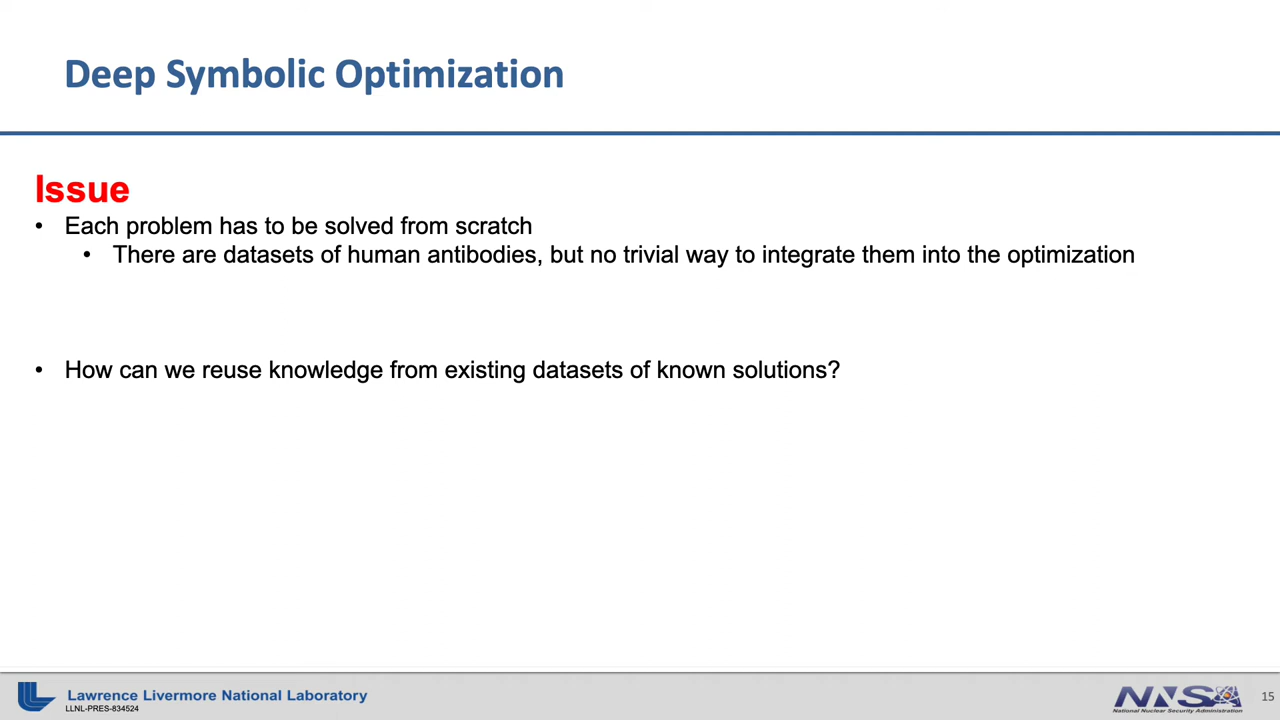 Deep Symbolic Optimization
Issue
• Each problem has to be solved from scratch
• There are datasets of human antibodies, but no trivial way to integrate them into the optimization
• How can we reuse knowledge from existing datasets of known solutions?
Lawrence Livermore National Laboratory
LLNL-PRES-834524
NNSA
National Nuclear Security Administration
15